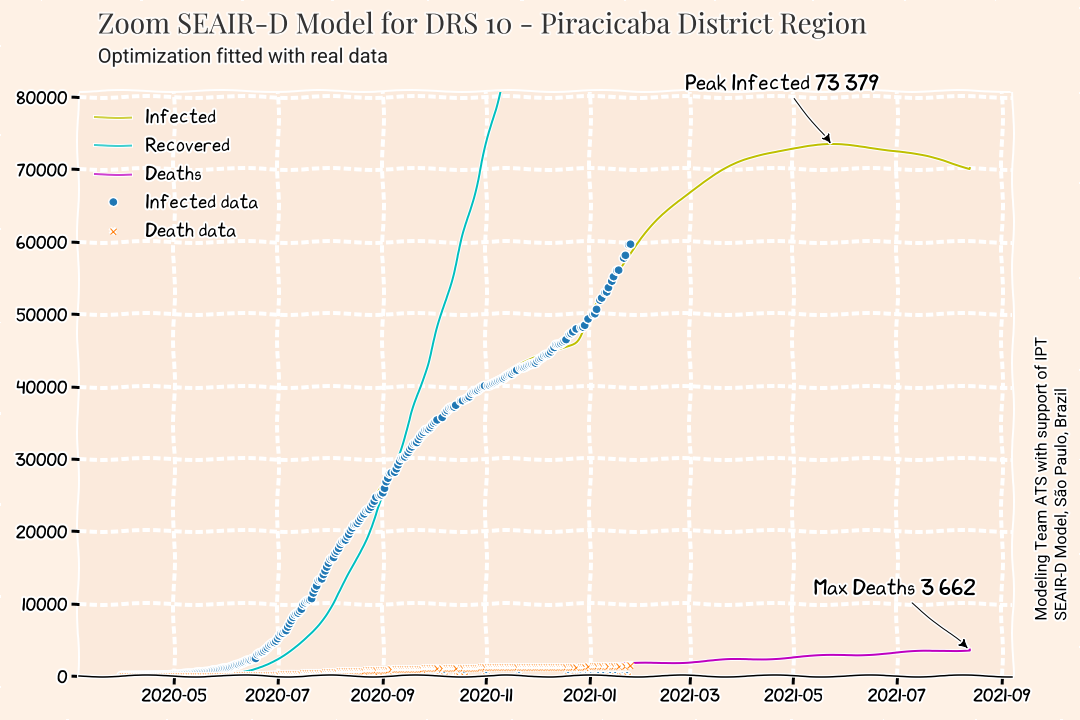 Zoom SEAIR-D Model for DRS 10 - Piracicaba District Region
Optimization fitted with real data
Peak Infected 73 379
80000
70000
60000
50000
40000
30000
20000
10000
0
Infected
Recovered
Deaths
Infected data
Death data
Max Deaths 3 662
2020-05
2020-07
2020-09
2020-11
2021-01
2021-03
2021-05
2021-07
2021-09
Modeling Team ATS with support of IPT
SEAIR-D Model, São Paulo, Brazil